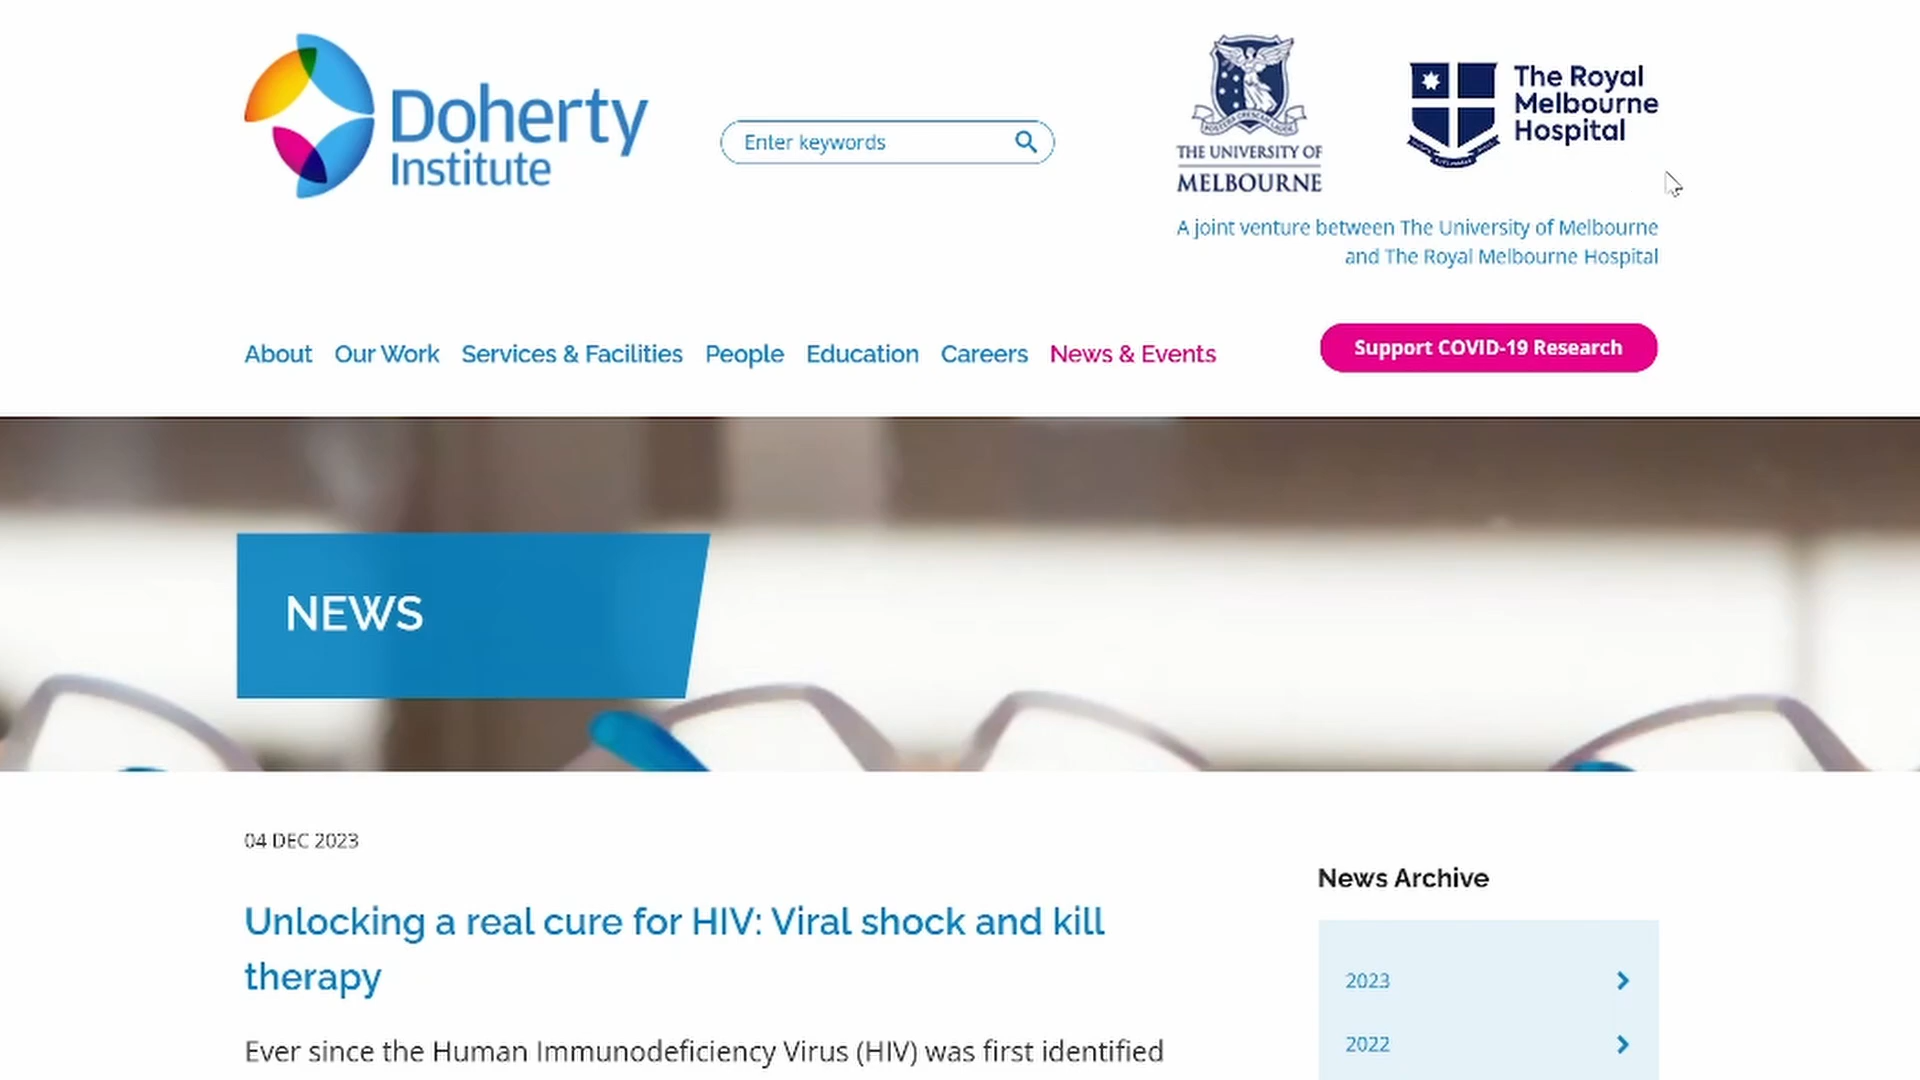 Doherty
Institute
Enter keywords
THE UNIVERSITY OF
MELBOURNE
The Royal
Melbourne
Hospital
A joint venture between The University of Melbourne
and The Royal Melbourne Hospital
About
Our Work
Services & Facilities
People
Education
Careers
News & Events
Support COVID-19 Research
NEWS
04 DEC 2023
Unlocking a real cure for HIV: Viral shock and kill
therapy
Ever since the Human Immunodeficiency Virus (HIV) was first identified
News Archive
2023
2022